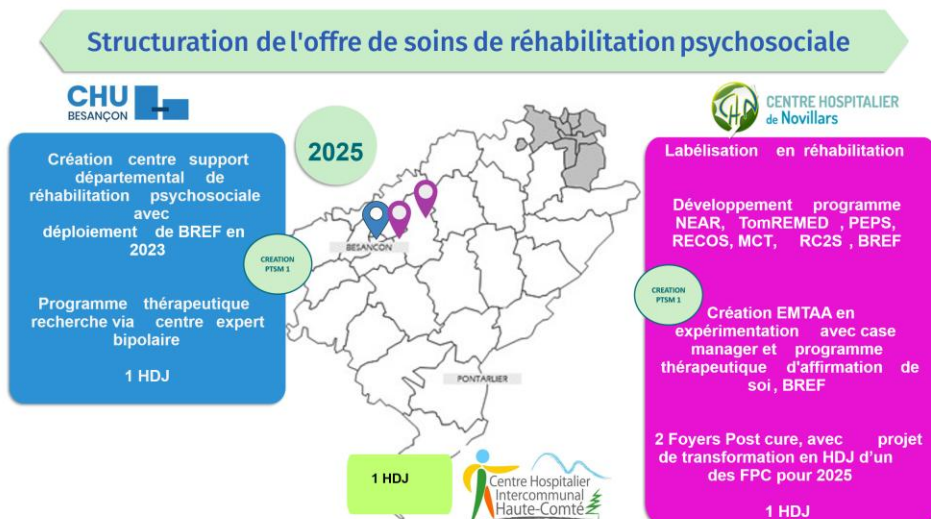 Structuration de l'offre de soins de réhabilitation psychosociale
CHU
BESANÇON
Création centre support
départemental de
réhabilitation psychosociale
avec
déploiement de BREF en
2023
Programme thérapeutique
recherche via centre expert
bipolaire
1 HDJ
CREATION
PTSM 1
2025
BESANCON
PONTARLIER
1 HDJ
Centre Hospitalier
Intercommunal
Haute-Comté
CENTRE HOSPITALIER
de Novillars
Labélisation en réhabilitation
Développement programme
NEAR, TomREMED , PEPS,
RECOS, MCT, RC2S , BREF
CREATION
PTSM 1
Création EMTAA en
expérimentation avec case
manager et programme
thérapeutique d'affirmation de
soi , BREF
2 Foyers Post cure, avec projet
de transformation en HDJ d'un
des FPC pour 2025
1 HDJ